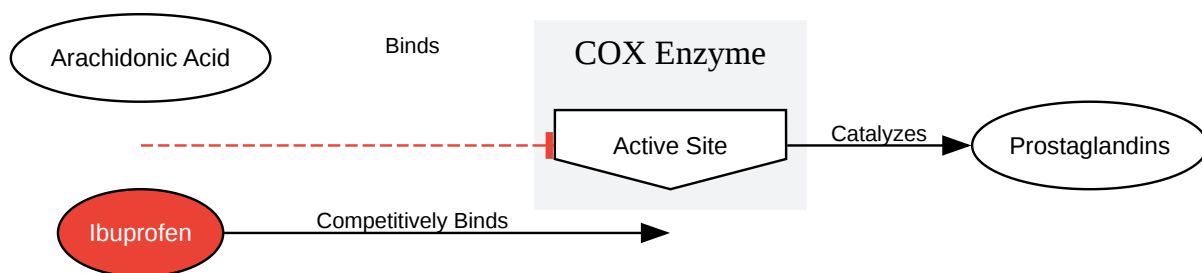 Arachidonic Acid
Binds
COX Enzyme
Active Site
Catalyzes
Prostaglandins
Ibuprofen
Competitively Binds